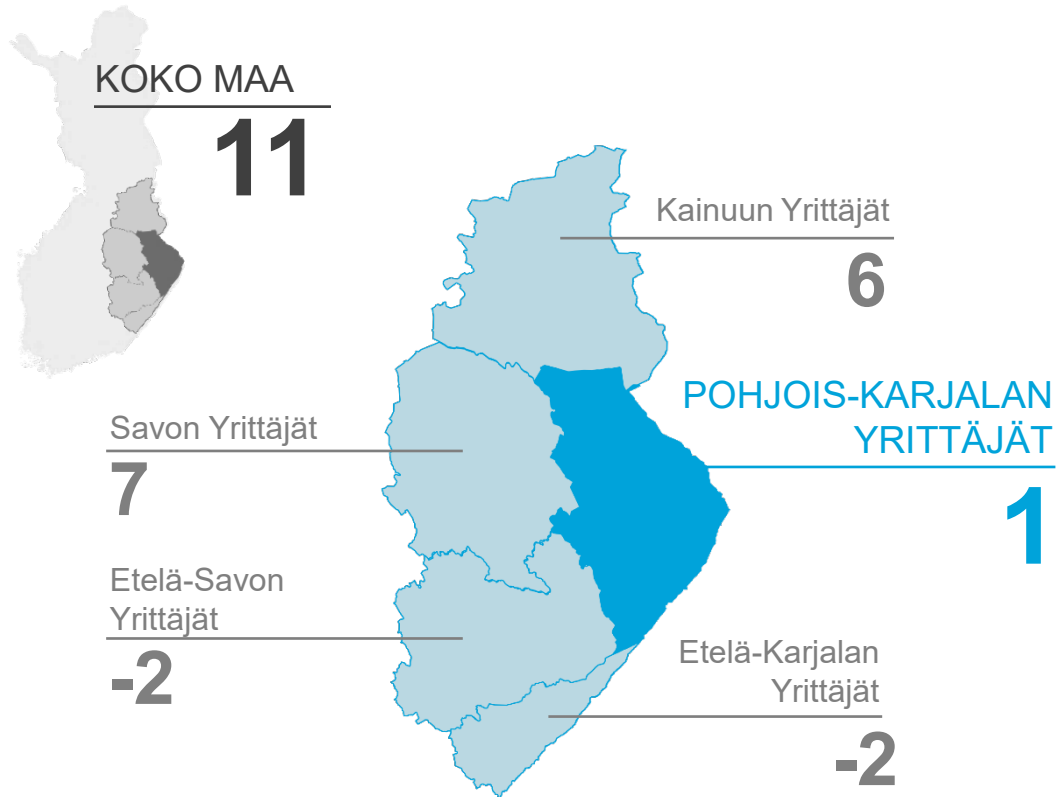 KOKO MAA
11
Kainuun Yrittäjät
6
POHJOIS-KARJALAN
YRITTÄJÄT
1
Savon Yrittäjät
7
Etelä-Savon
Yrittäjät
-2
Etelä-Karjalan
Yrittäjät
-2